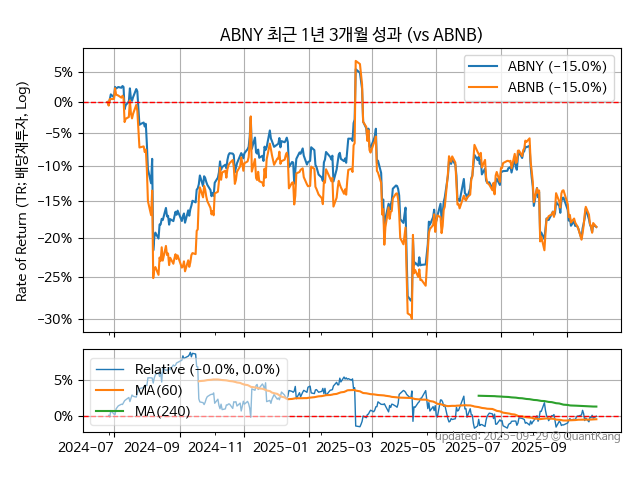 ABNY 최근 1년 3개월 성과 (vs ABNB)
Rate of Return (TR: 배당재투자, Log)
5%
0%
−5%
−10%
−15%
−20%
−25%
−30%
ABNY (−15.0%)
ABNB (−15.0%)
5%
0%
Relative (−0.0%, 0.0%)
MA(60)
MA(240)
2024-07 2024-09 2024-11 2025-01 2025-03 2025-05 2025-07 2025-09
updated: 2025-09-29 © QuantKang